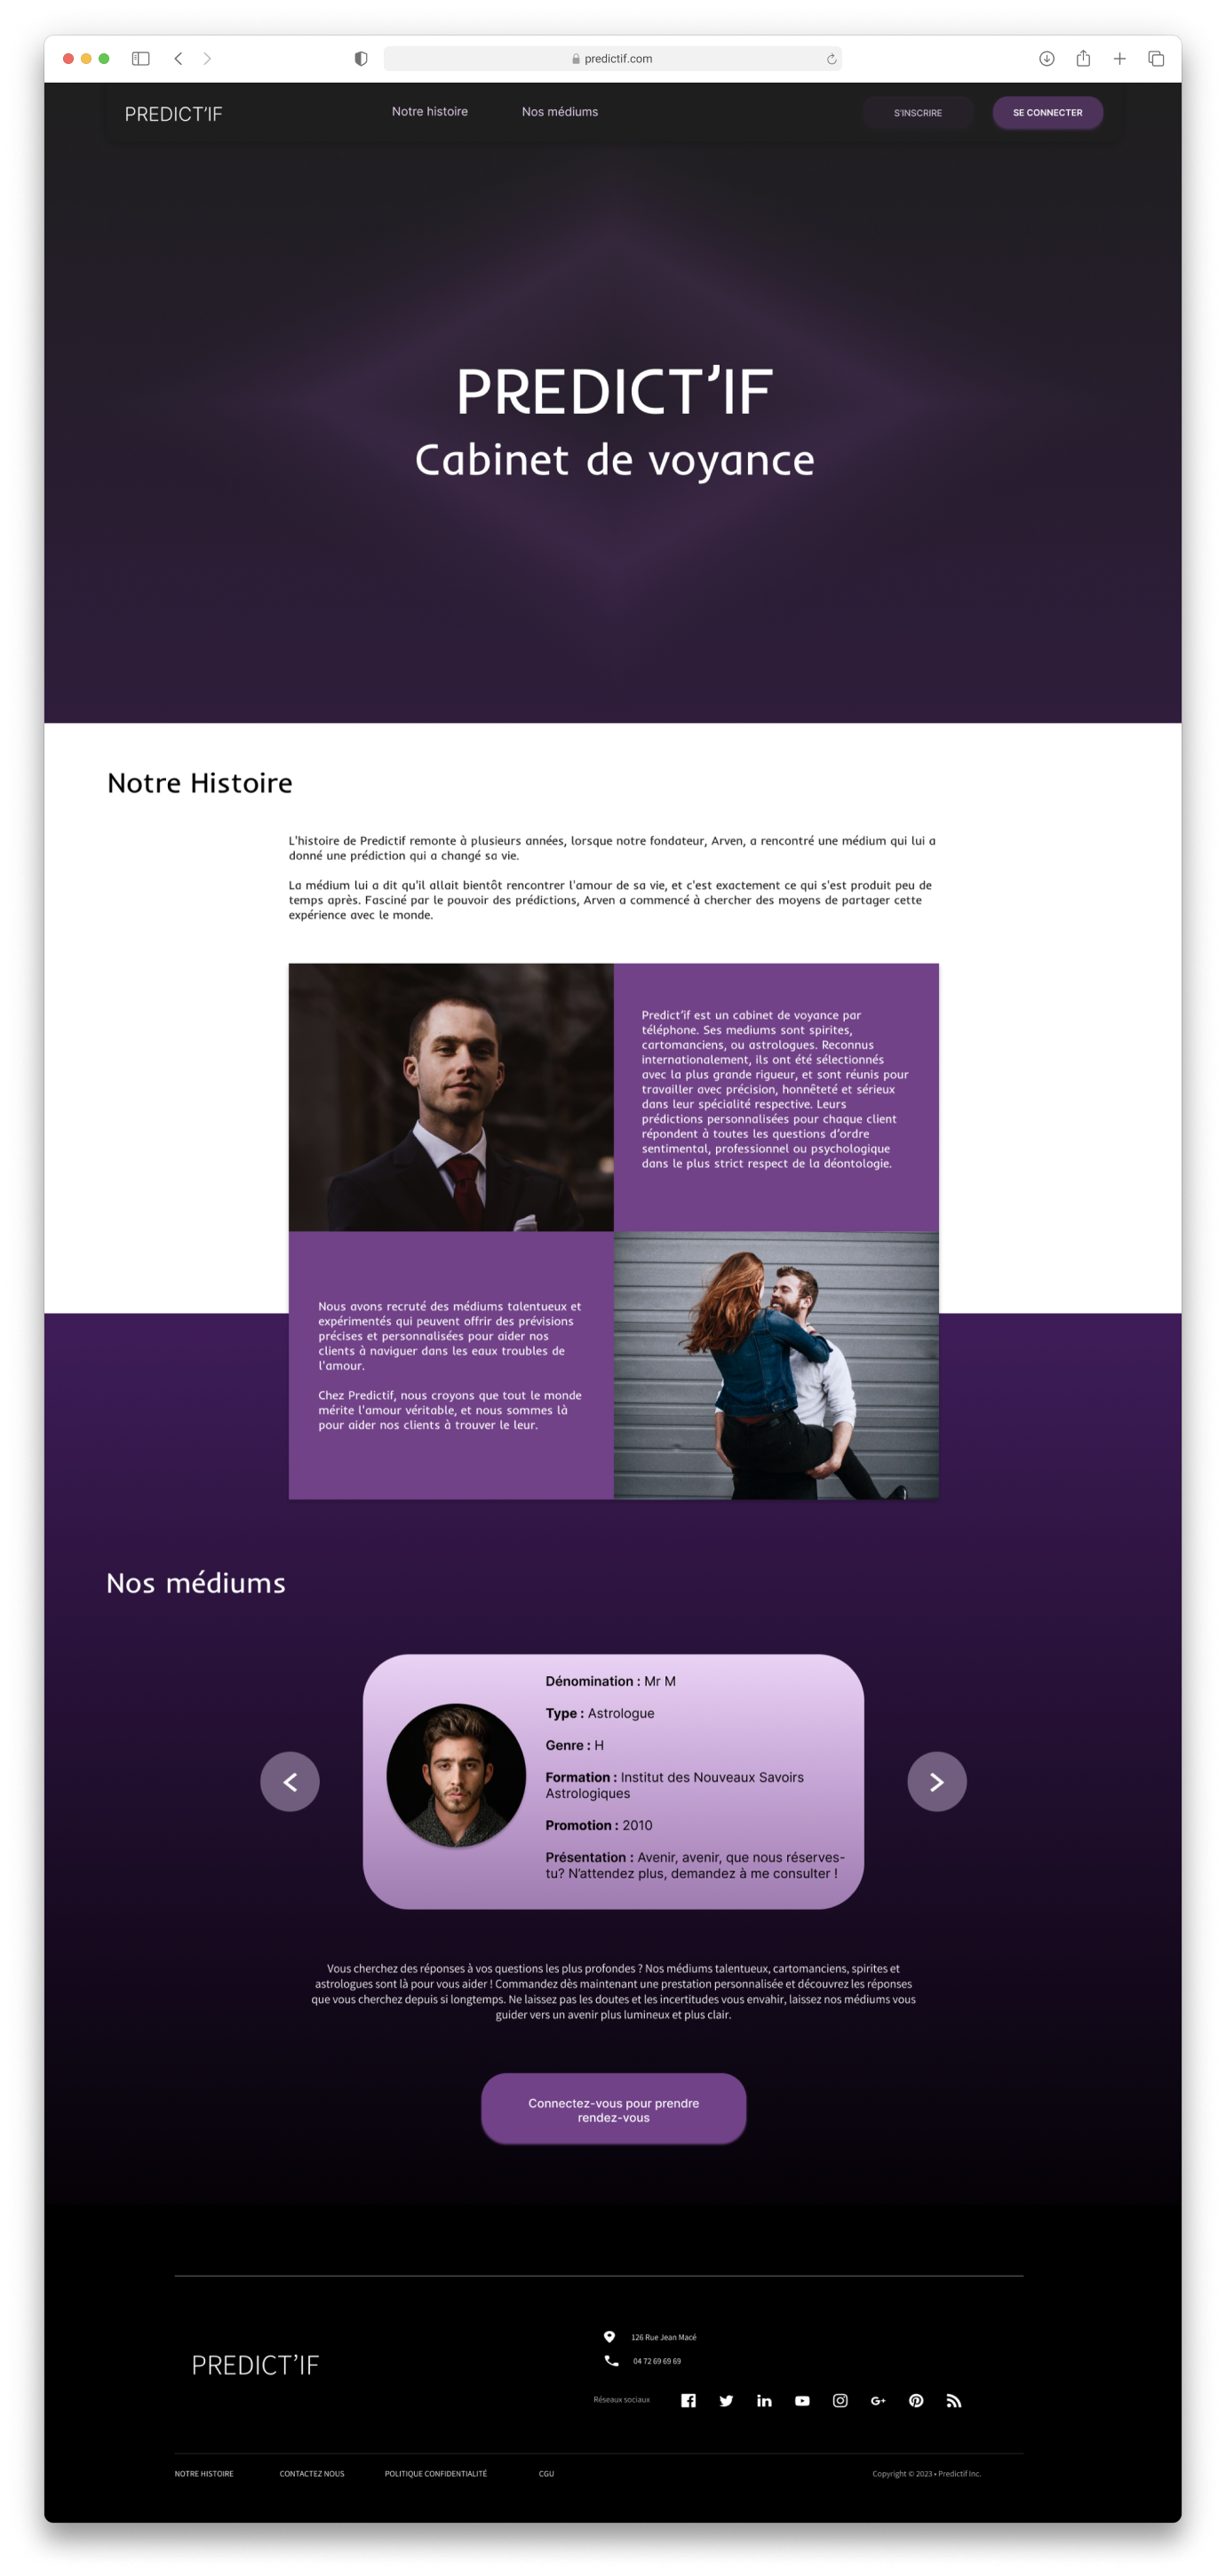 predictif.com
PREDICT’IF
Notre histoire
Nos médiums
S'INSCRIRE
SE CONNECTER
PREDICT’IF
Cabinet de voyance
Notre Histoire
L'histoire de Predictif remonte à plusieurs années, lorsque notre fondateur, Arven, a rencontré une médium qui lui a
donné une prédiction qui a changé sa vie.
La médium lui a dit qu'il allait bientôt rencontrer l'amour de sa vie, et c'est exactement ce qui s'est produit peu de
temps après. Fasciné par le pouvoir des prédictions, Arven a commencé à chercher des moyens de partager cette
expérience avec le monde.
Predict’if est un cabinet de voyance par
téléphone. Ses mediums sont spirites,
cartomanciens, ou astrologues. Reconnus
internationalement, ils ont été sélectionnés
avec la plus grande rigueur, et sont réunis pour
travailler avec précision, honnêteté et sérieux
dans leur spécialité respective. Leurs
prédictions personnalisées pour chaque client
répondent à toutes les questions d’ordre
sentimental, professionnel ou psychologique
dans le plus strict respect de la déontologie.
Nous avons recruté des médiums talentueux et
expérimentés qui peuvent offrir des prévisions
précises et personnalisées pour aider nos
clients à naviguer dans les eaux troubles de
l'amour.
Chez Predictif, nous croyons que tout le monde
mérite l'amour véritable, et nous sommes là
pour aider nos clients à trouver le leur.
Nos médiums
Dénomination : Mr M
Type : Astrologue
Genre : H
Formation : Institut des Nouveaux Savoirs
Astrologiques
Promotion : 2010
Présentation : Avenir, avenir, que nous réserves-
tu? N’attendez plus, demandez à me consulter !
Vous cherchez des réponses à vos questions les plus profondes ? Nos médiums talentueux, cartomanciens, spirites et
astrologues sont là pour vous aider ! Commandez dès maintenant une prestation personnalisée et découvrez les réponses
que vous cherchez depuis si longtemps. Ne laissez pas les doutes et les incertitudes vous envahir, laissez nos médiums vous
guider vers un avenir plus lumineux et plus clair.
Connectez-vous pour prendre
rendez-vous
PREDICT’IF
126 Rue Jean Macé
04 72 69 69 69
Réseaux sociaux
NOTRE HISTOIRE
CONTACTEZ NOUS
POLITIQUE CONFIDENTIALITÉ
CGU
Copyright © 2023 • Predictif Inc.